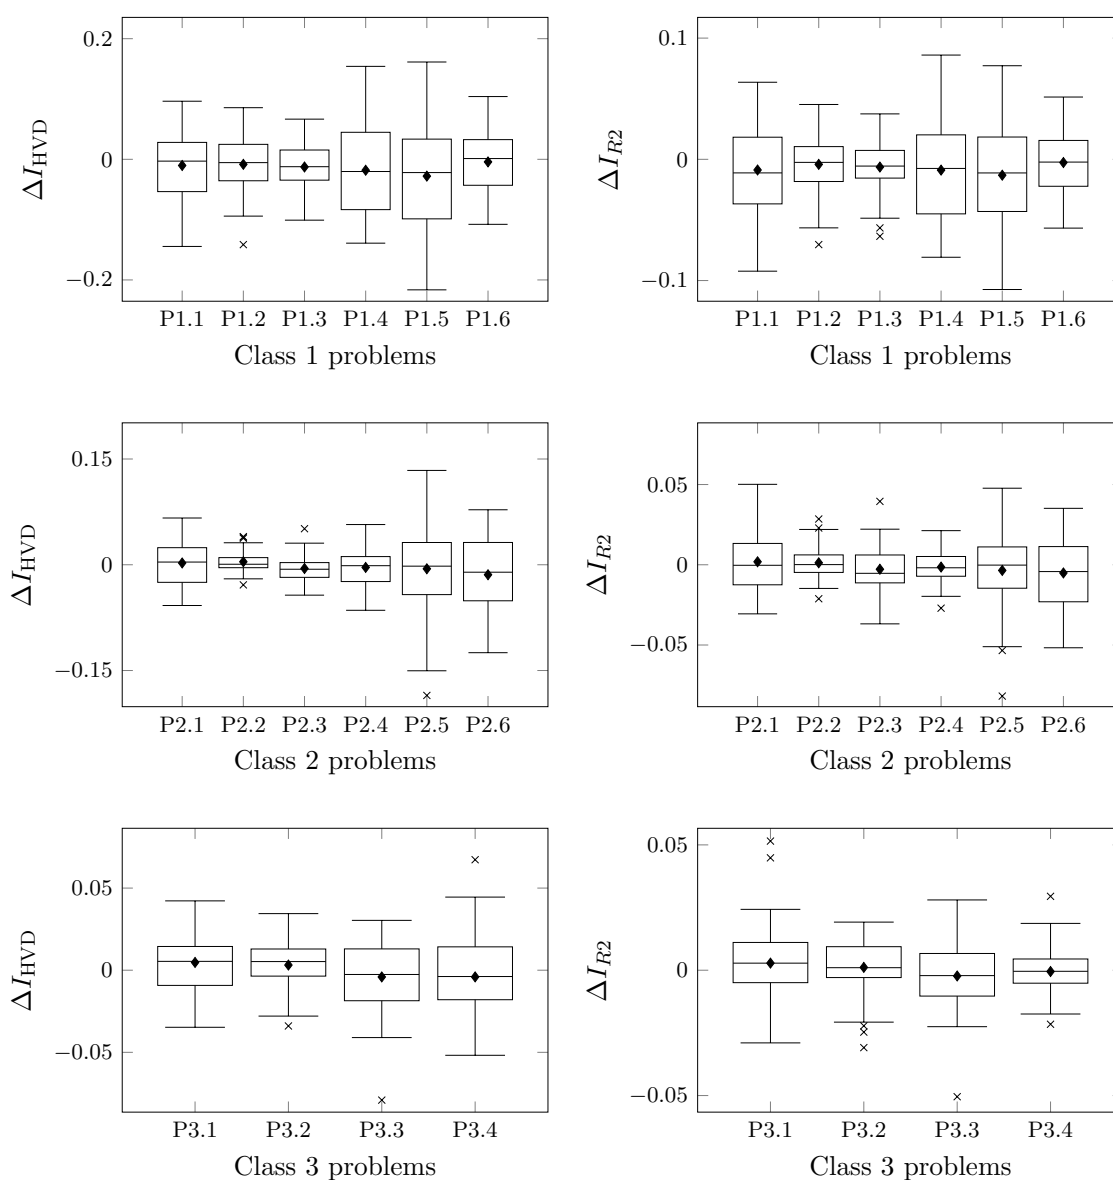 0.2
0
−0.2
ΔI_HVD
P1.1 P1.2 P1.3 P1.4 P1.5 P1.6
Class 1 problems
0.1
0
−0.1
ΔI_R2
P1.1 P1.2 P1.3 P1.4 P1.5 P1.6
Class 1 problems
0.15
0
−0.15
ΔI_HVD
P2.1 P2.2 P2.3 P2.4 P2.5 P2.6
Class 2 problems
0.05
0
−0.05
ΔI_R2
P2.1 P2.2 P2.3 P2.4 P2.5 P2.6
Class 2 problems
0.05
0
−0.05
ΔI_HVD
P3.1 P3.2 P3.3 P3.4
Class 3 problems
0.05
0
−0.05
ΔI_R2
P3.1 P3.2 P3.3 P3.4
Class 3 problems